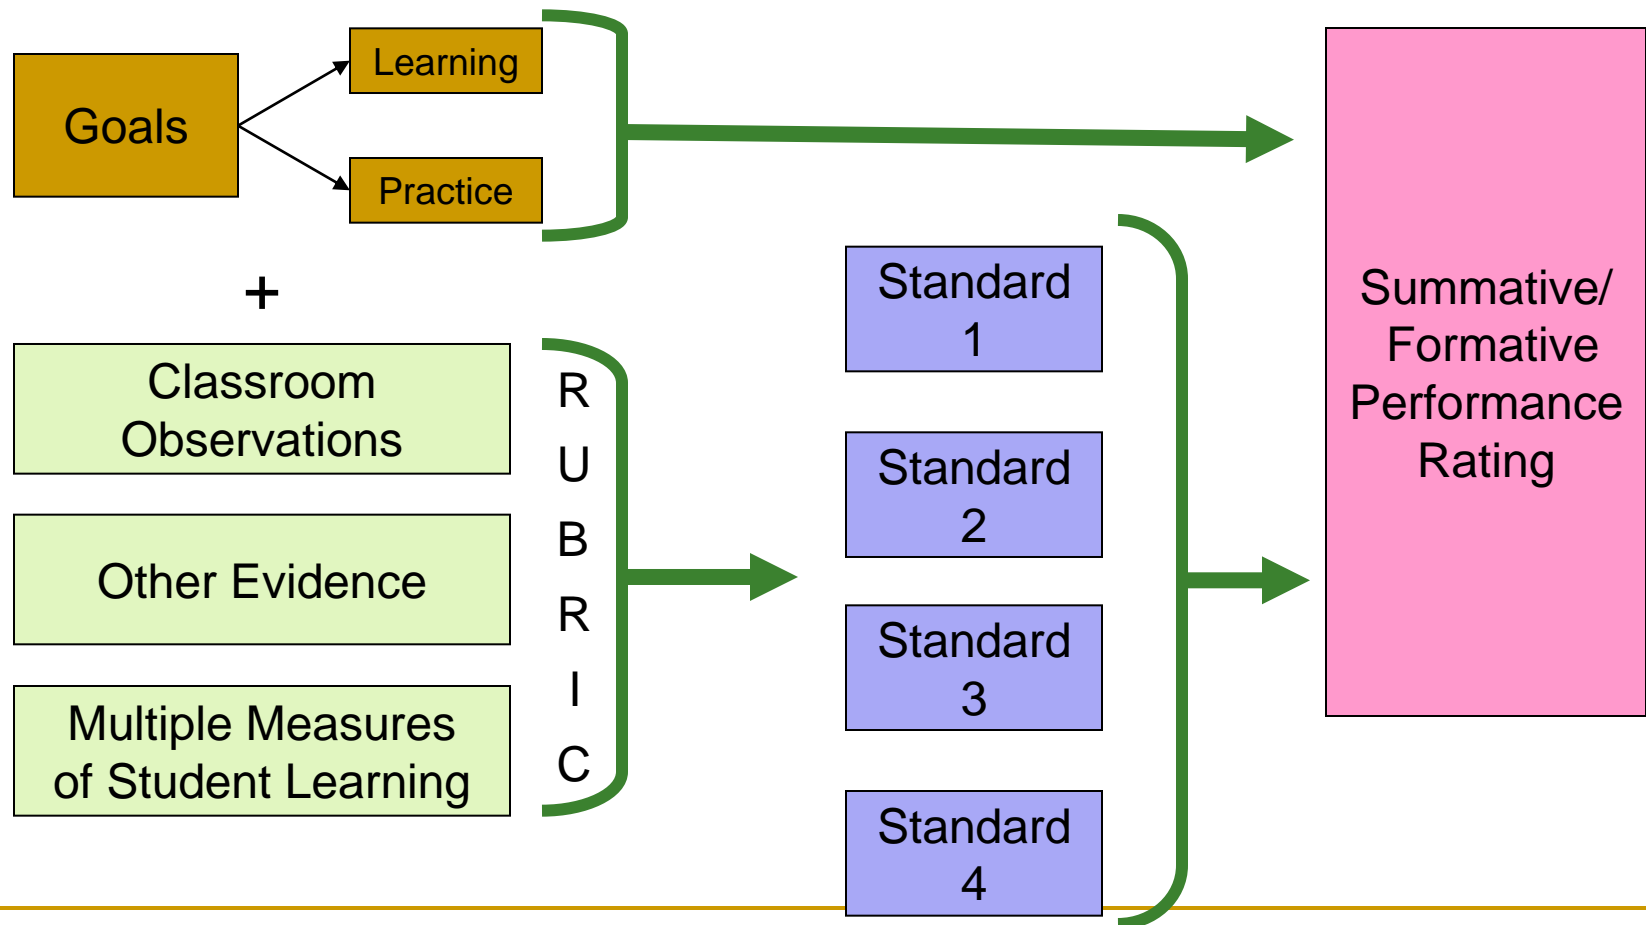 Goals
Learning
Practice
+
Classroom
Observations
Other Evidence
Multiple Measures
of Student Learning
R
U
B
R
I
C
Standard
1
Standard
2
Standard
3
Standard
4
Summative/
Formative
Performance
Rating